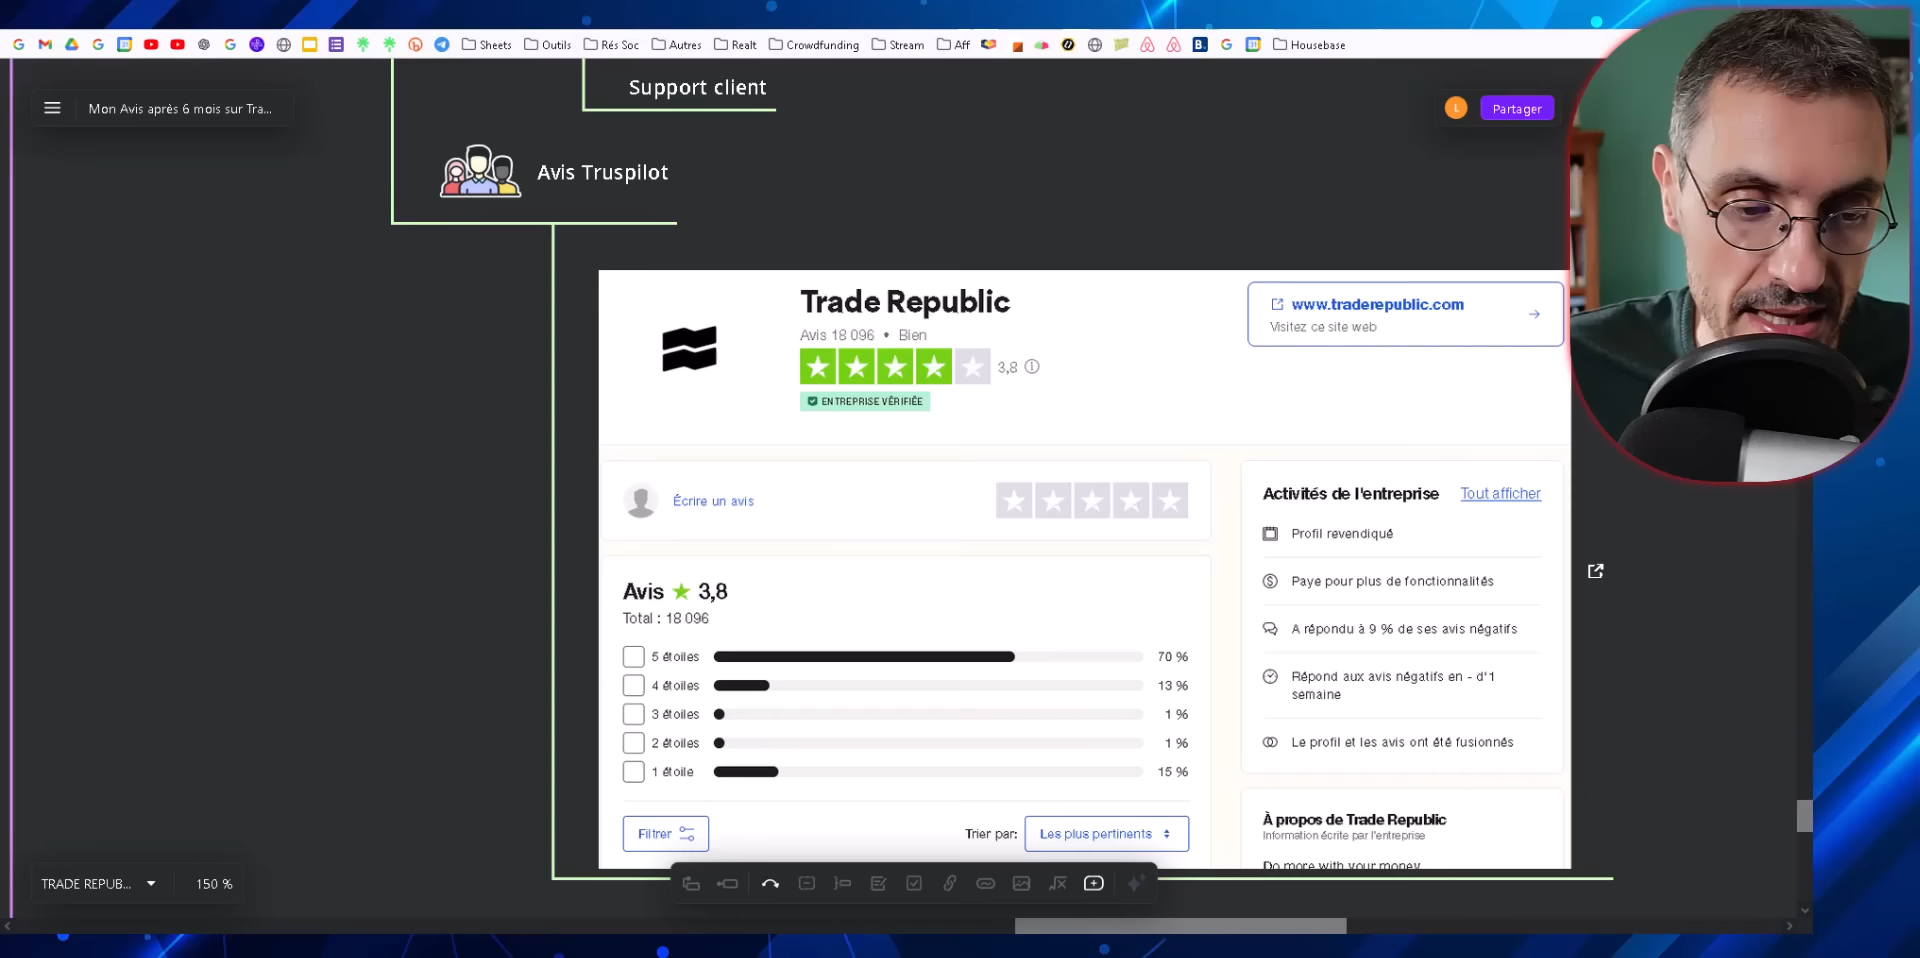 Sheets Outils Rés Soc Autres Realt Crowdfunding Stream Aff B. Housebase
Support client
Mon Avis après 6 mois sur Tra...
L Partager
Avis Truspilot
Trade Republic
Avis 18 096 • Bien
3,8
ENTREPRISE VÉRIFIÉE
www.traderepublic.com
Visitez ce site web
Écrire un avis
Avis 3,8
Total : 18 096
5 étoiles 70 %
4 étoiles 13 %
3 étoiles 1 %
2 étoiles 1 %
1 étoile 15 %
Filtrer
Trier par: Les plus pertinents
Activités de l'entreprise Tout afficher
Profil revendiqué
Paye pour plus de fonctionnalités
A répondu à 9 % de ses avis négatifs
Répond aux avis négatifs en - d'1
semaine
Le profil et les avis ont été fusionnés
À propos de Trade Republic
Information écrite par l'entreprise
Do more with your money
TRADE REPUB... 150 %